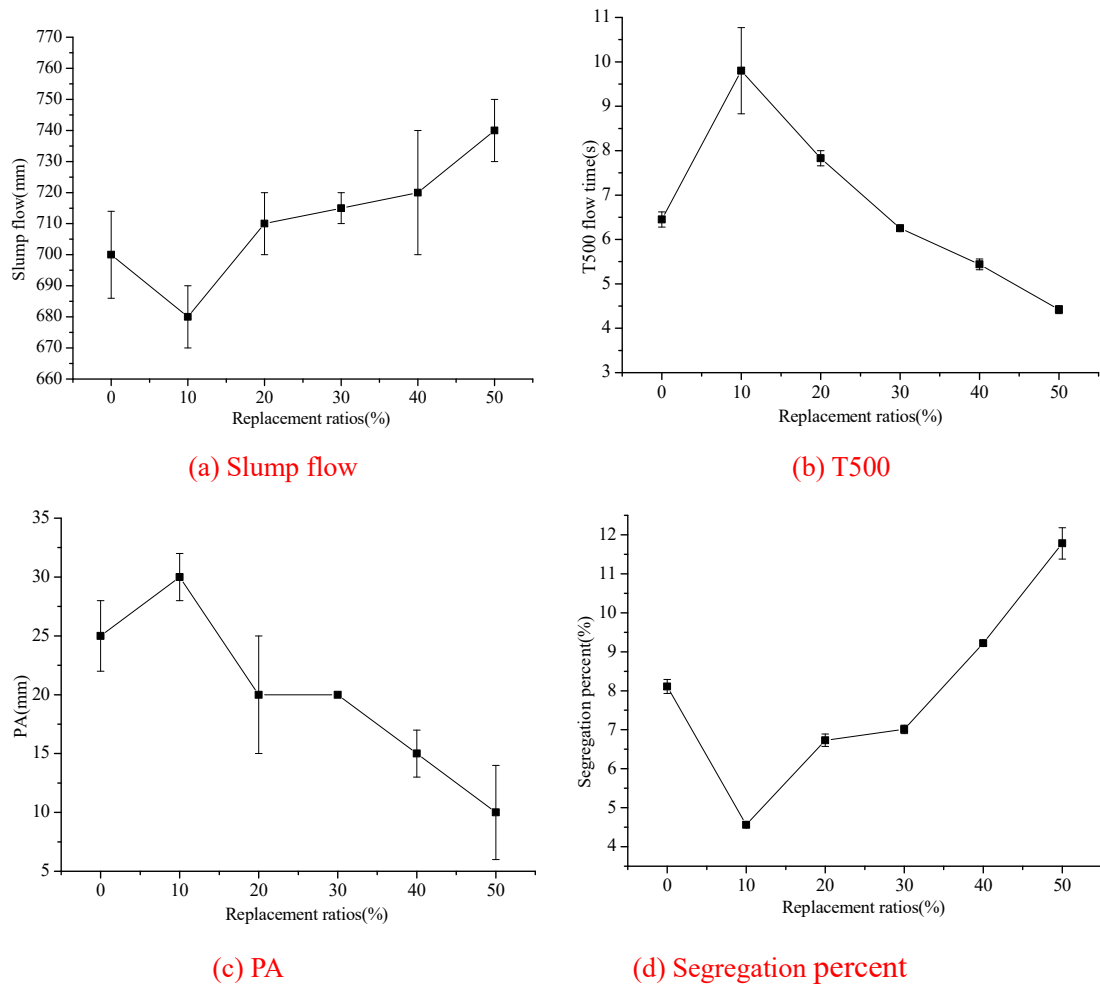 770
760
750
740
730
720
710
700
690
680
670
660
Slump flow(mm)
0 10 20 30 40 50
Replacement ratios(%)
(a) Slump flow
11
10
9
8
7
6
5
4
3
T500 flow time(s)
0 10 20 30 40 50
Replacement ratios(%)
(b) T500
35
30
25
20
15
10
5
PA(mm)
0 10 20 30 40 50
Replacement ratios(%)
(c) PA
12
11
10
9
8
7
6
5
4
Segregation percent(%)
0 10 20 30 40 50
Replacement ratios(%)
(d) Segregation percent